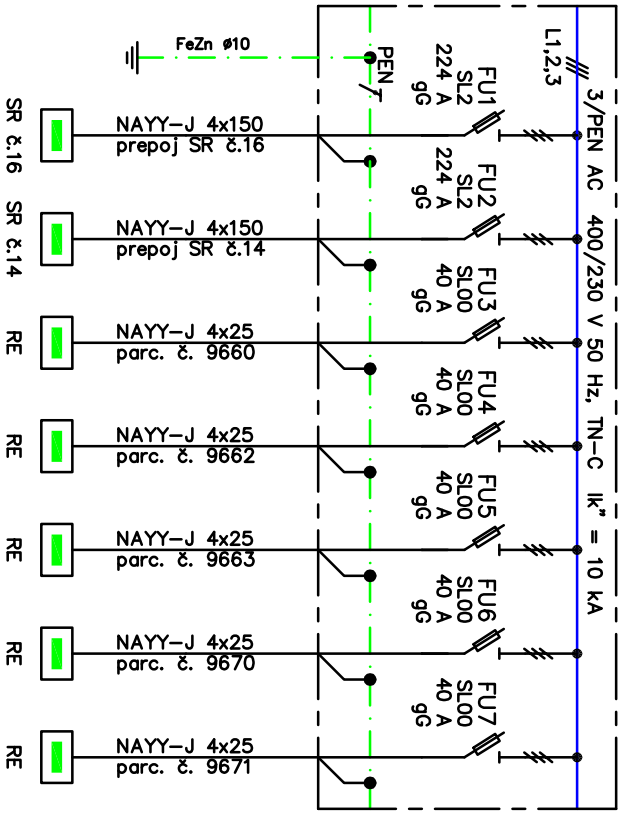 3/PEN AC 400/230 V 50 Hz, TN-C Ik" = 10 kA
L1,2,3
FU1
SL2
224 A
gG
FU2
SL2
224 A
gG
FU3
SL00
40 A
gG
FU4
SL00
40 A
gG
FU5
SL00
40 A
gG
FU6
SL00
40 A
gG
FU7
SL00
40 A
gG
PEN
FeZn ø10
NAYY-J 4x150
prepoj SR č.16
NAYY-J 4x150
prepoj SR č.14
NAYY-J 4x25
parc. č. 9660
NAYY-J 4x25
parc. č. 9662
NAYY-J 4x25
parc. č. 9663
NAYY-J 4x25
parc. č. 9670
NAYY-J 4x25
parc. č. 9671
SR č.16
SR č.14
RE
RE
RE
RE
RE